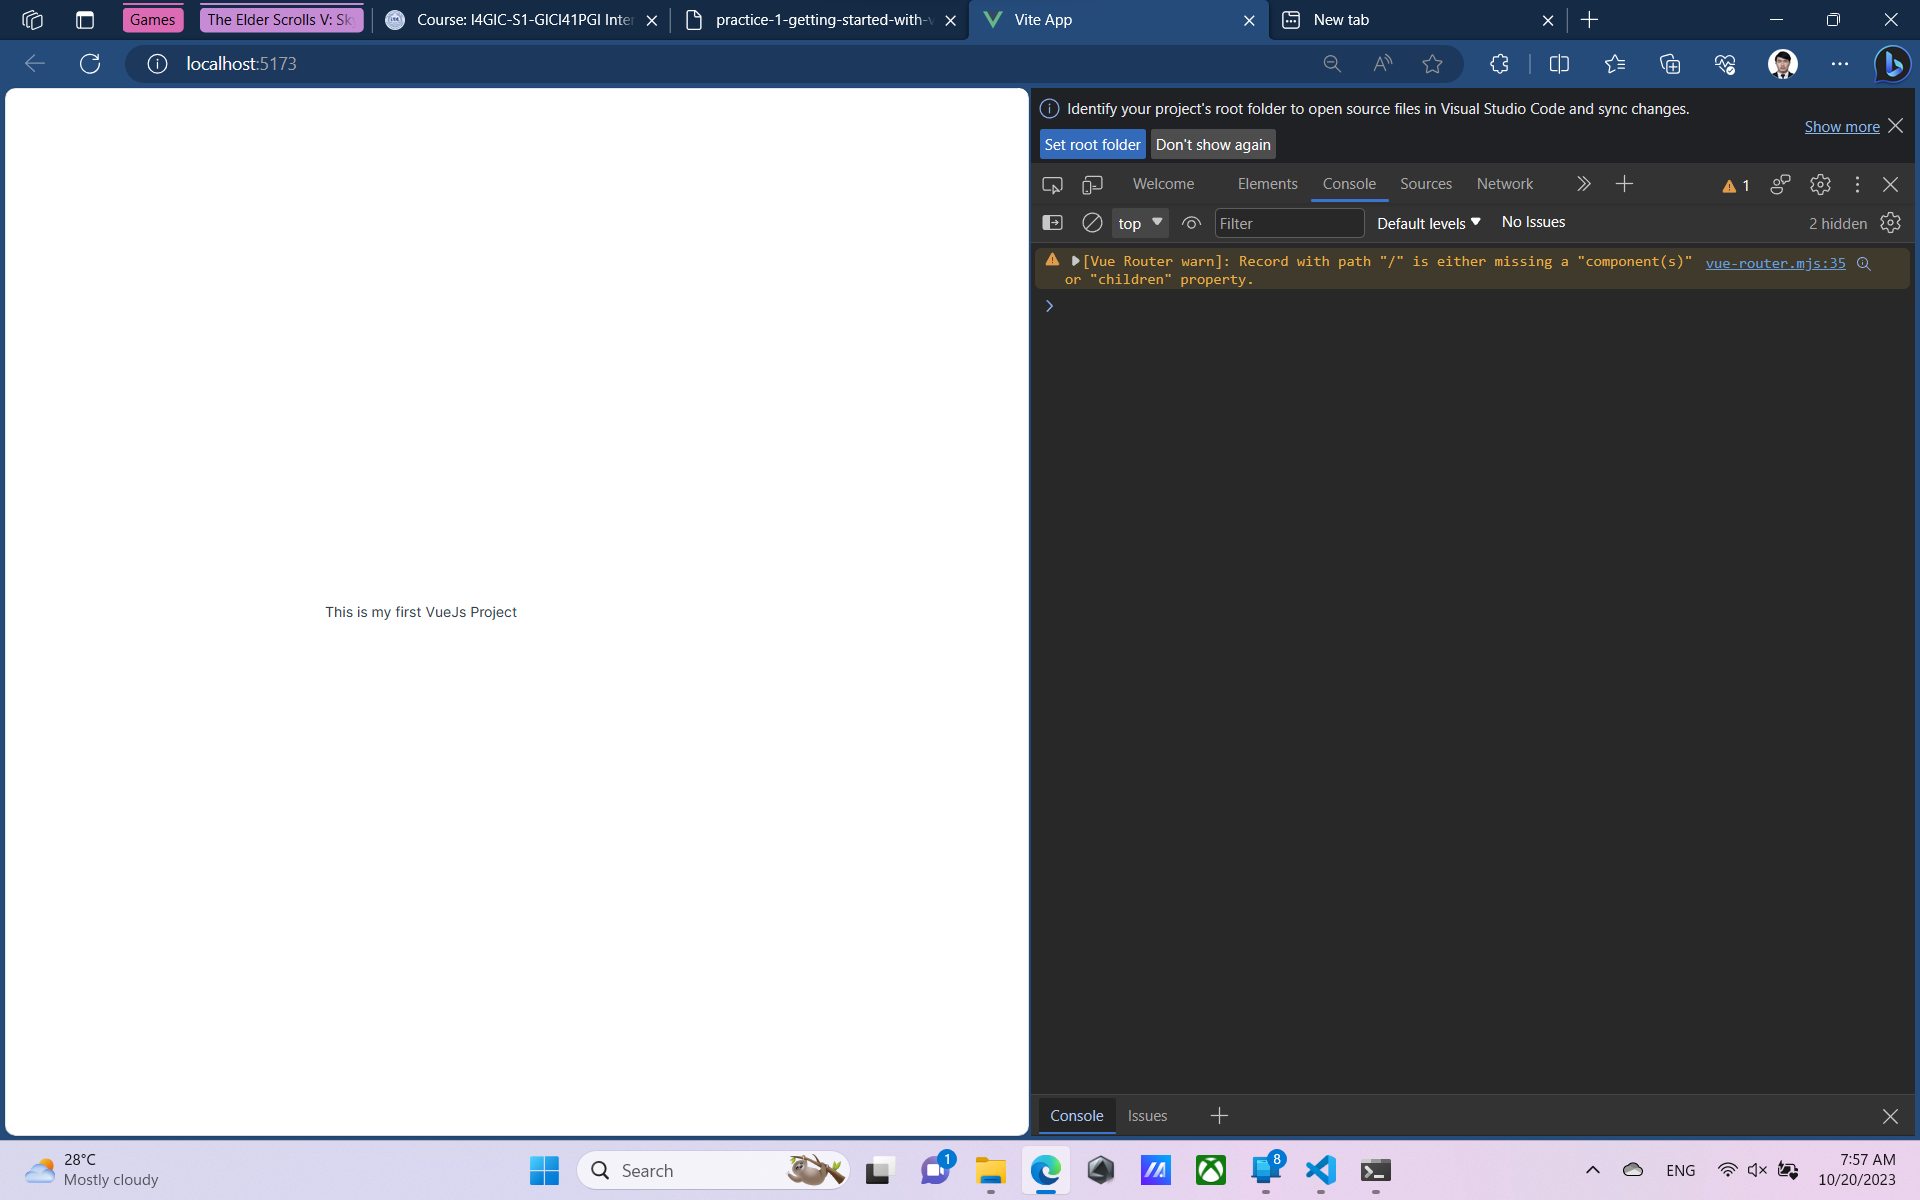 Games
The Elder Scrolls V: Sk
Course: I4GIC-S1-GICI41PGI Inter
practice-1-getting-started-with-v
Vite App
New tab
localhost:5173
Identify your project's root folder to open source files in Visual Studio Code and sync changes.
Show more
Set root folder
Don't show again
Welcome
Elements
Console
Sources
Network
1
top
Filter
Default levels
No Issues
2 hidden
[Vue Router warn]: Record with path "/" is either missing a "component(s)"
vue-router.mjs:35
or "children" property.
This is my first VueJs Project
Console
Issues
28°C
Mostly cloudy
Search
1
8
ENG
7:57 AM
10/20/2023